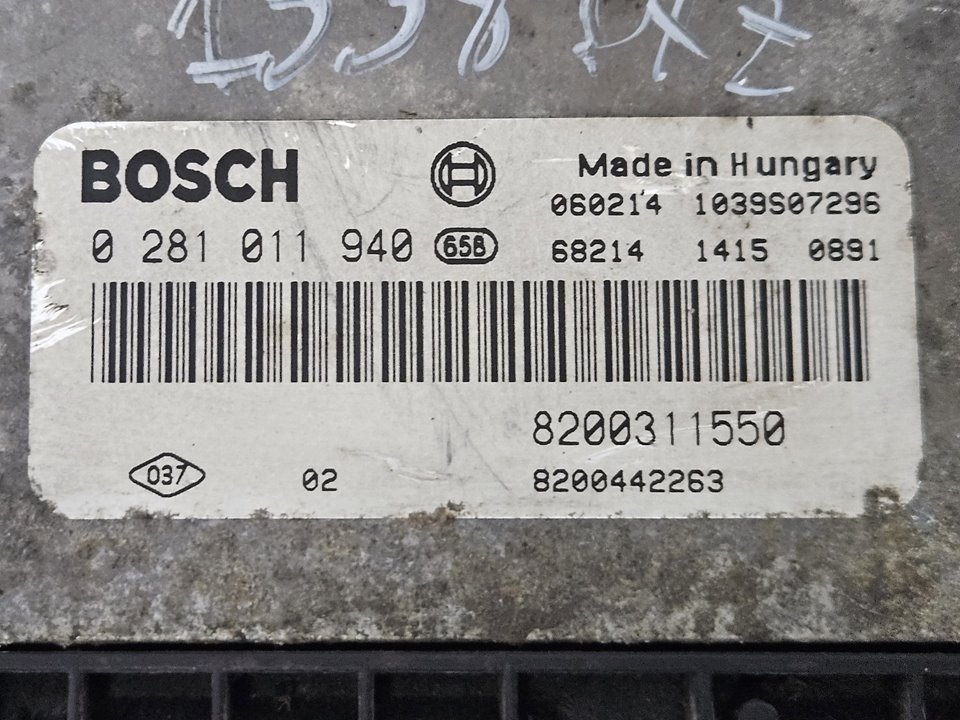 BOSCH
Made in Hungary
060214 1039S07296
0 281 011 940 658
68214 1415 0891
8200311550
037 02 8200442263